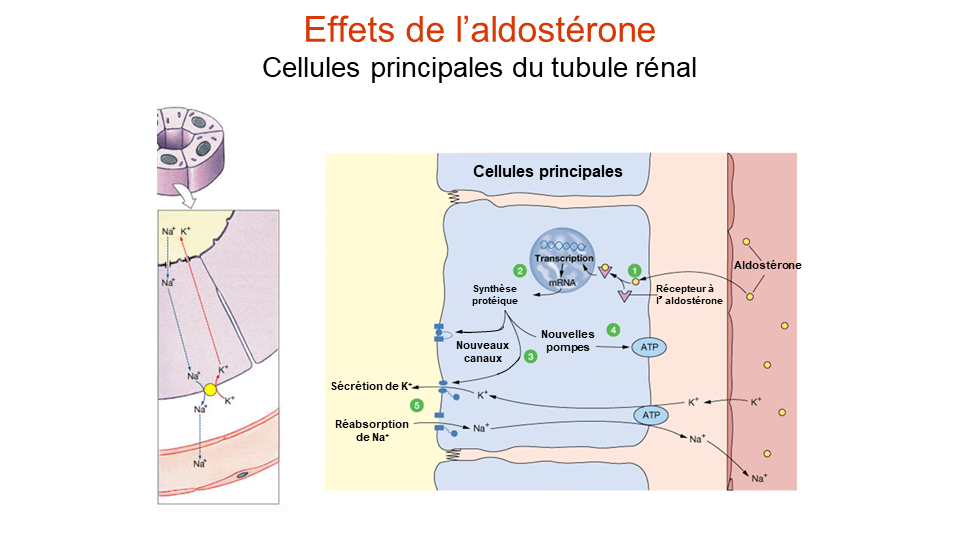 Effets de l'aldostérone
Cellules principales du tubule rénal
Na⁺ K⁺
Na⁺
Na⁺
K⁺
Na⁺
K⁺
Na⁺
Cellules principales
Transcription
mRNA
2
1
Aldostérone
Synthèse
protéique
Récepteur à
l' aldostérone
Nouveaux
canaux
3
Nouvelles
pompes
4
ATP
Sécrétion de K⁺
K⁺
ATP
K⁺
K⁺
5
Réabsorption
de Na⁺
Na⁺
Na⁺
Na⁺